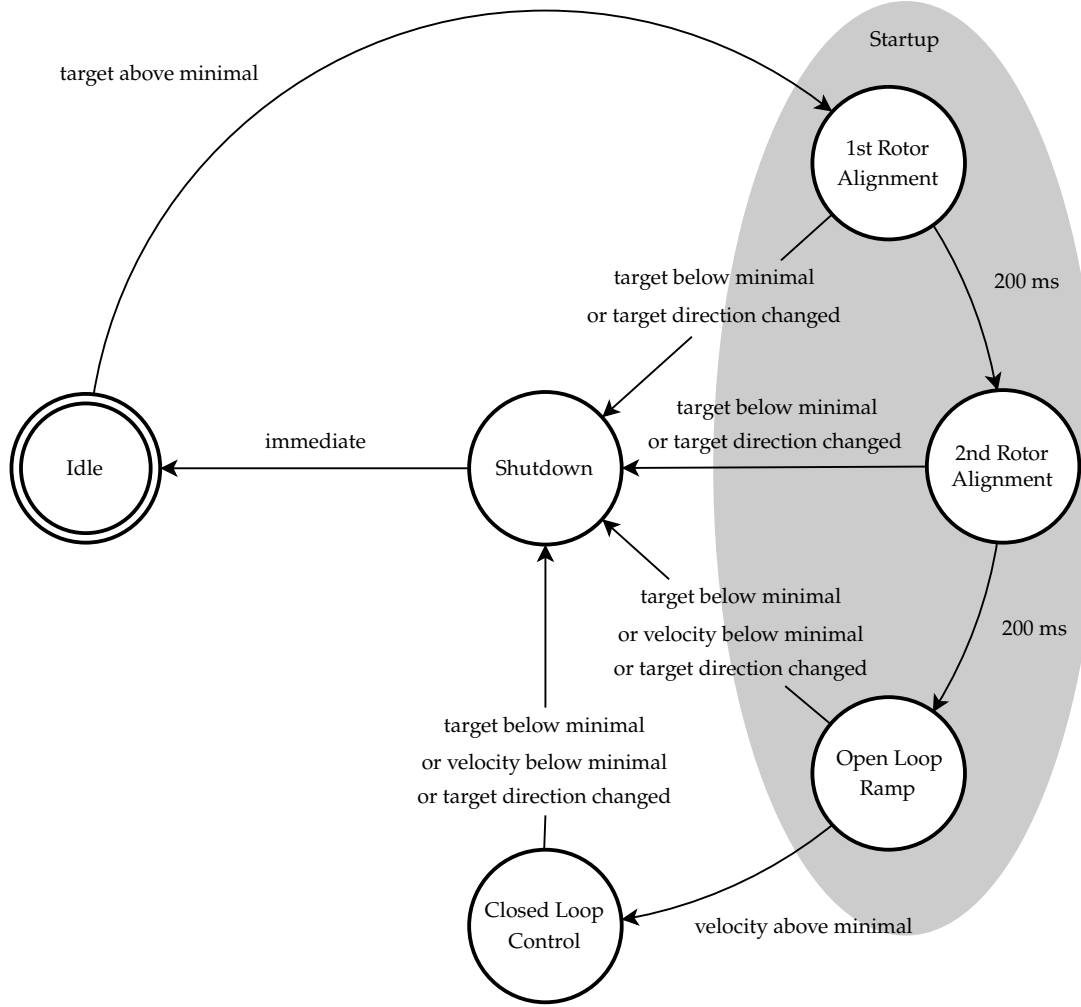 Startup
target above minimal
1st Rotor
Alignment
target below minimal
or target direction changed
200 ms
target below minimal
or target direction changed
immediate
Idle
Shutdown
2nd Rotor
Alignment
target below minimal
or velocity below minimal
or target direction changed
200 ms
target below minimal
or velocity below minimal
or target direction changed
Open Loop
Ramp
Closed Loop
Control
velocity above minimal